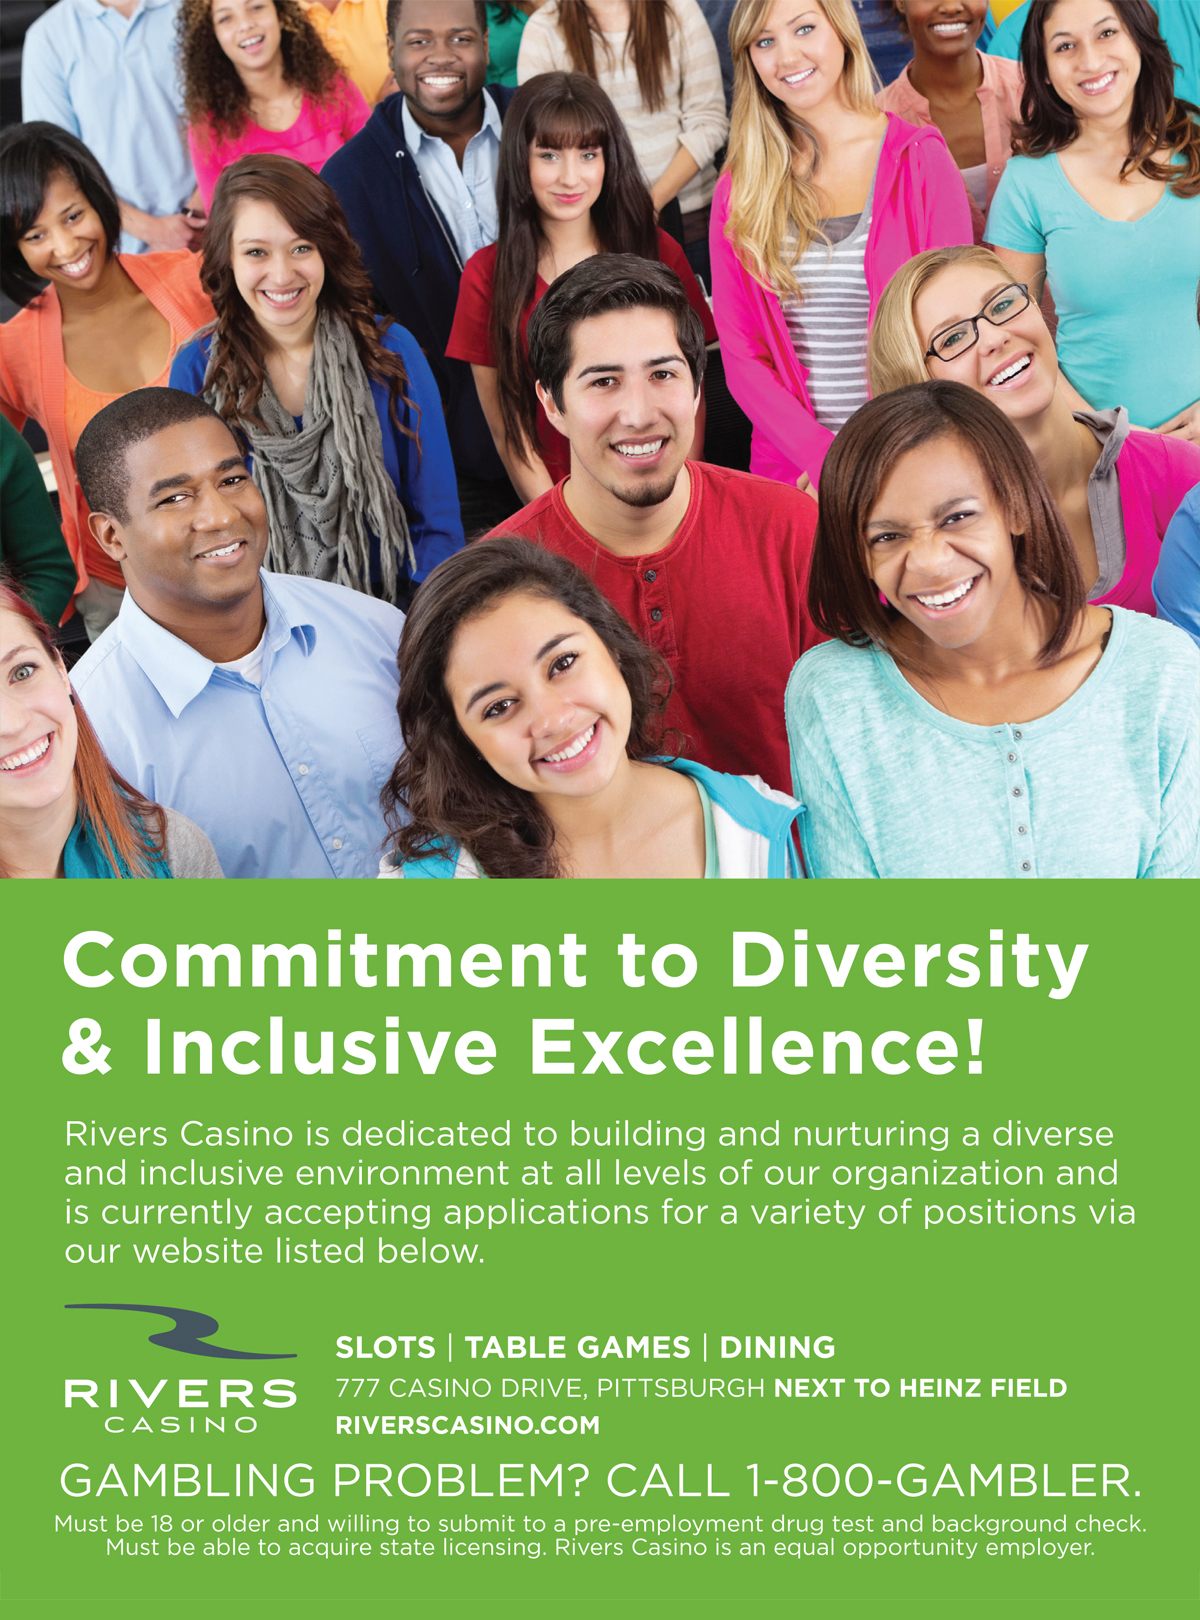 Commitment to Diversity
& Inclusive Excellence!
Rivers Casino is dedicated to building and nurturing a diverse
and inclusive environment at all levels of our organization and
is currently accepting applications for a variety of positions via
our website listed below.
RIVERS
CASINO
SLOTS | TABLE GAMES | DINING
777 CASINO DRIVE, PITTSBURGH NEXT TO HEINZ FIELD
RIVERSCASINO.COM
GAMBLING PROBLEM? CALL 1-800-GAMBLER.
Must be 18 or older and willing to submit to a pre-employment drug test and background check.
Must be able to acquire state licensing. Rivers Casino is an equal opportunity employer.